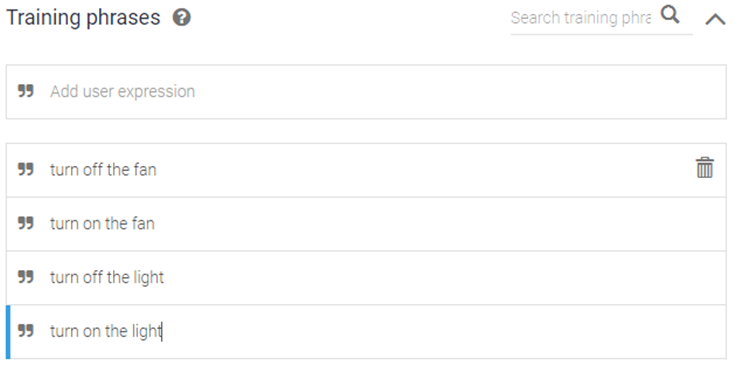 Training phrases ?
Search training phra
Add user expression
turn off the fan
turn on the fan
turn off the light
turn on the light